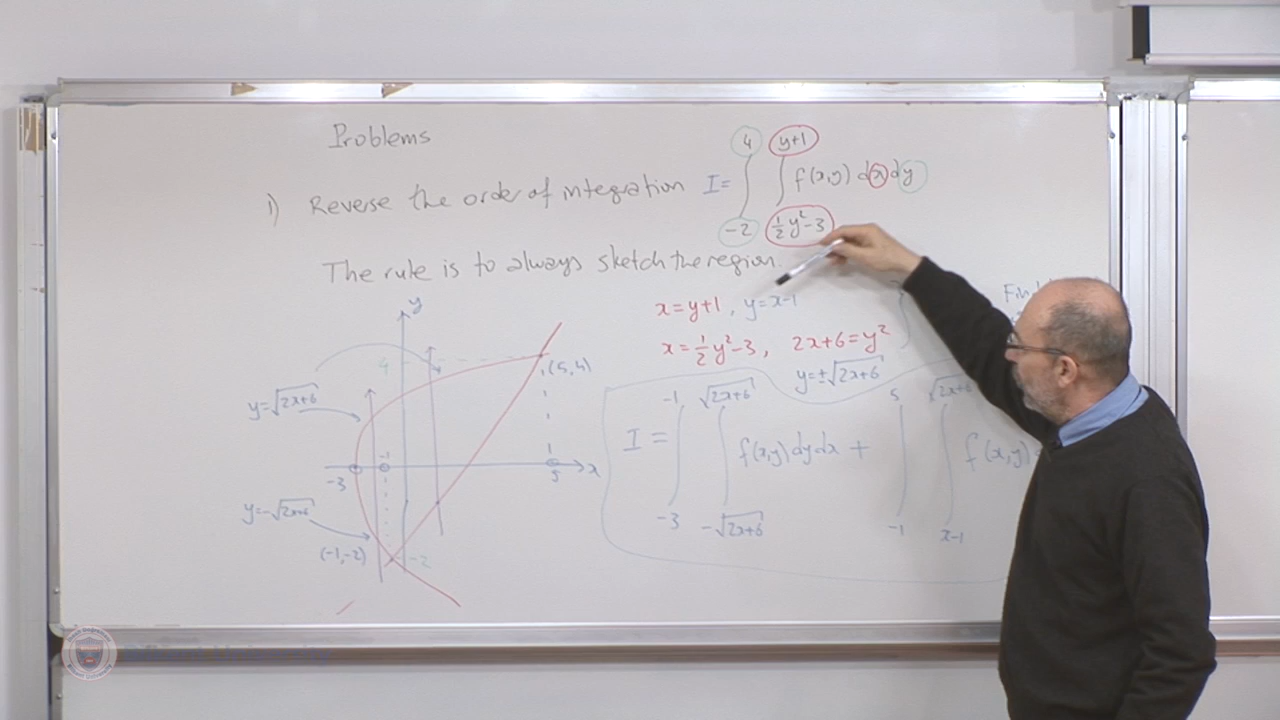 Problems
1) Reverse the order of integration I = ∫_{-2}^{4} ∫_{½y²-3}^{y+1} f(x,y) dx dy
The rule is to always sketch the region.
x = y+1 , y = x-1
x = ½y²-3 , 2x+6 = y²
y = ±√(2x+6)
I = ∫_{-3}^{-1} ∫_{-√(2x+6)}^{√(2x+6)} f(x,y) dy dx + ∫_{-1}^{5} ∫_{x-1}^{√(2x+6)} f(x,y)
y
4
(5,4)
y=√(2x+6)
-3
-1
5
x
y=-√(2x+6)
(-1,-2)
-2